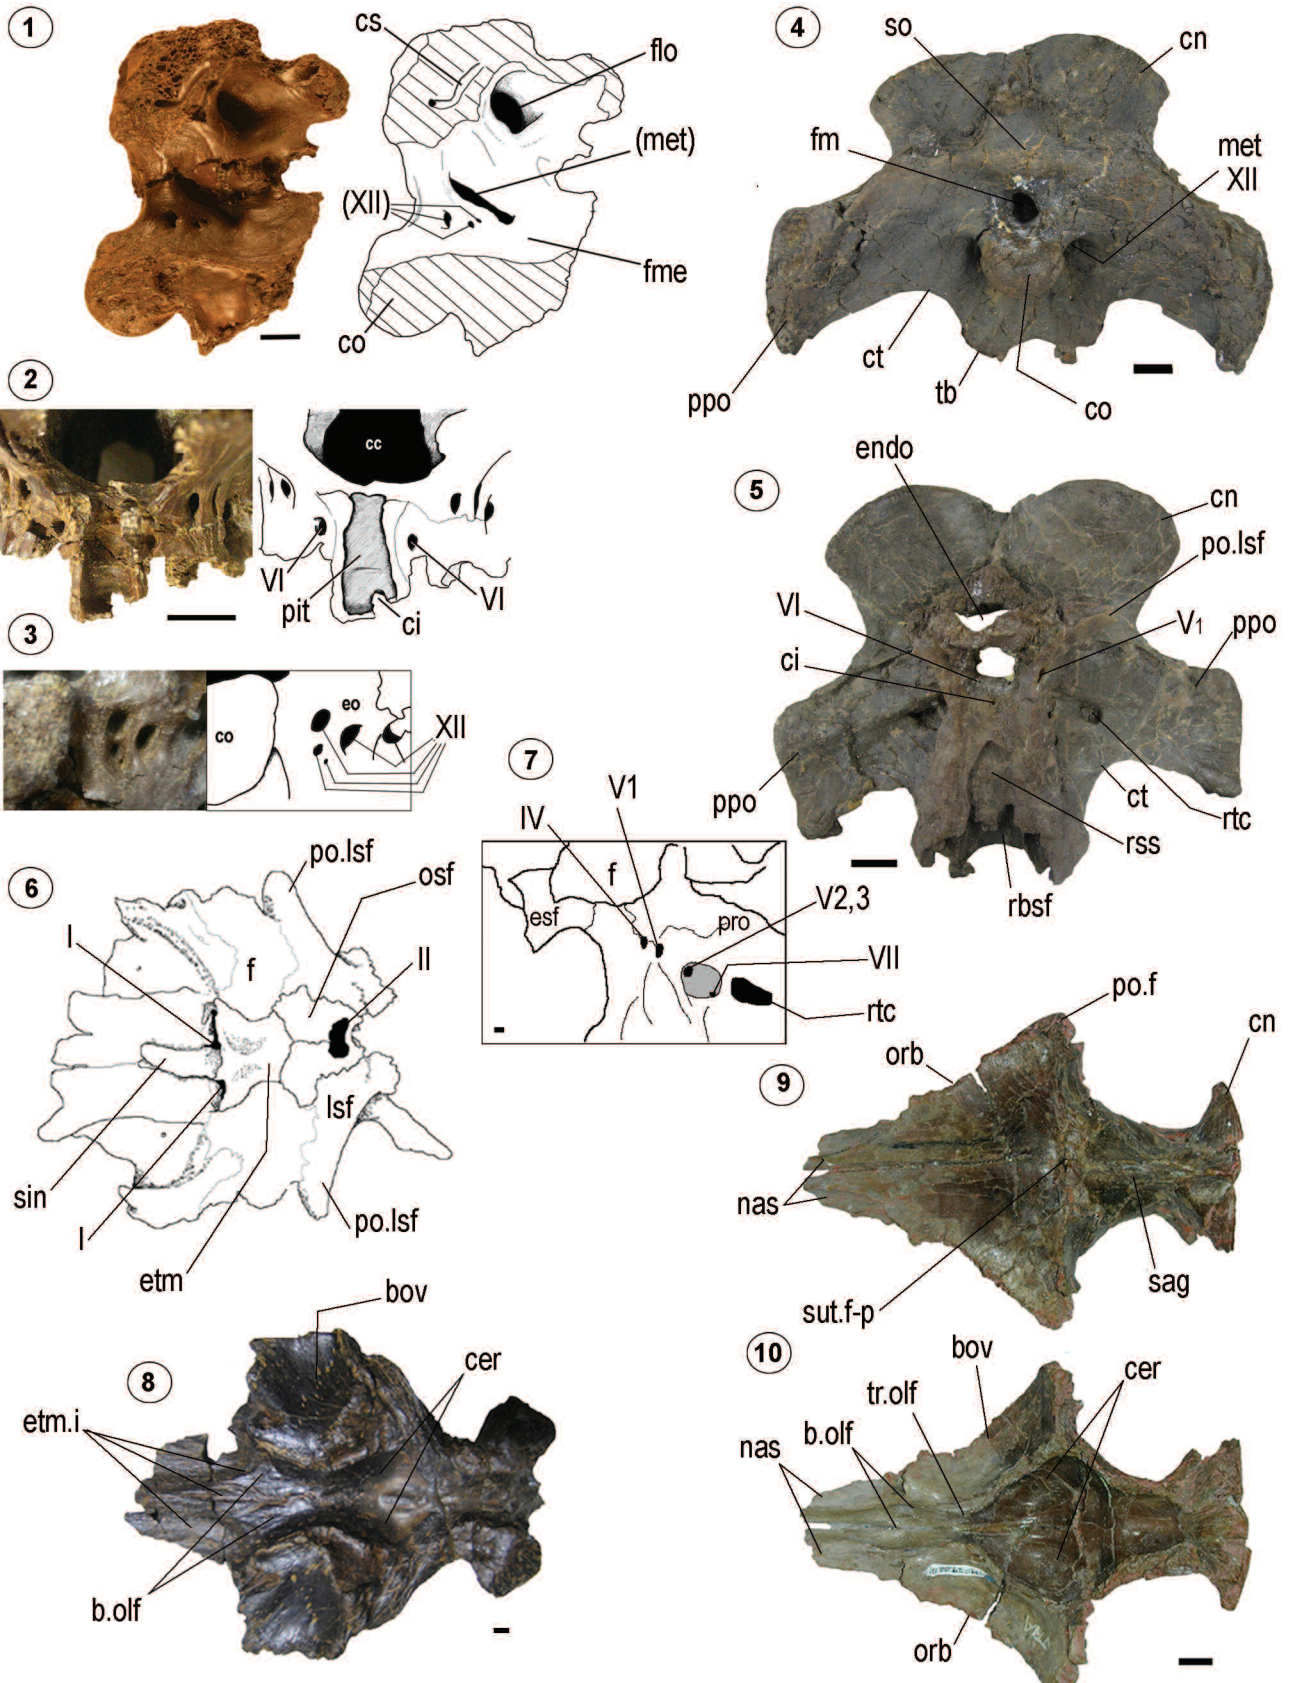 1
cs
flo
(met)
(XII)
fme
co
2
cc
VI
pit
ci
VI
3
co
eo
XII
4
so
cn
fm
met
XII
ppo
ct
tb
co
5
endo
cn
po.lsf
VI
V1
ppo
ci
ppo
ct
rtc
rss
rbsf
6
po.lsf
osf
I
f
II
lsf
sin
I
po.lsf
etm
7
V1
IV
f
V2,3
esf
pro
VII
rtc
8
bov
cer
etm.i
b.olf
9
po.f
cn
orb
nas
sag
sut.f-p
10
bov
cer
tr.olf
b.olf
nas
orb